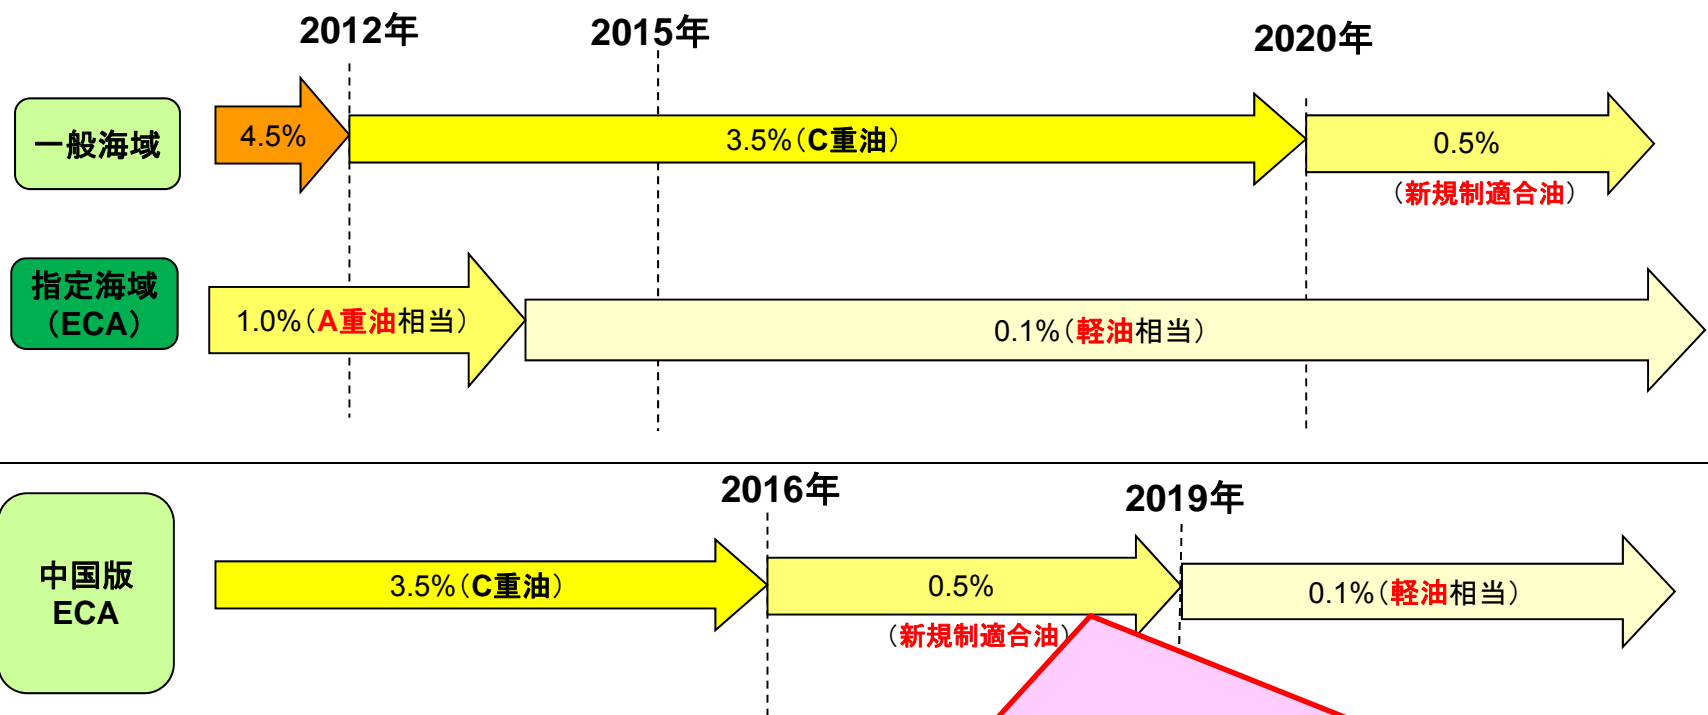 2012年
2015年
2020年
一般海域
4.5%
3.5%（C重油）
0.5%
（新規制適合油）
指定海域
（ECA）
1.0%（A重油相当）
0.1%（軽油相当）
2016年
2019年
中国版
ECA
3.5%（C重油）
0.5%
（新規制適合油）
0.1%（軽油相当）